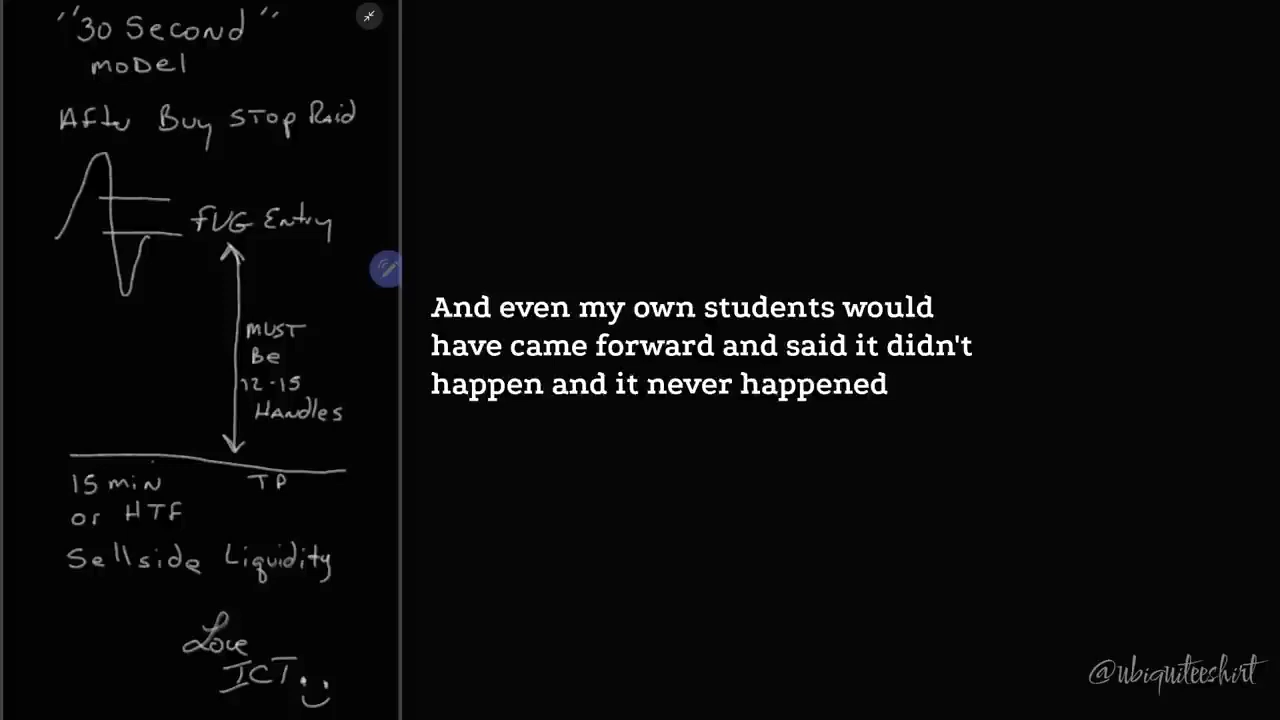 "30 Second"
model
After Buy Stop Raid
FVG Entry
MUST
Be
12-15
HANdles
15 min
TP
or HTF
Sellside Liquidity
Love
ICT
And even my own students would
have came forward and said it didn't
happen and it never happened
@ubiquiteeshirt